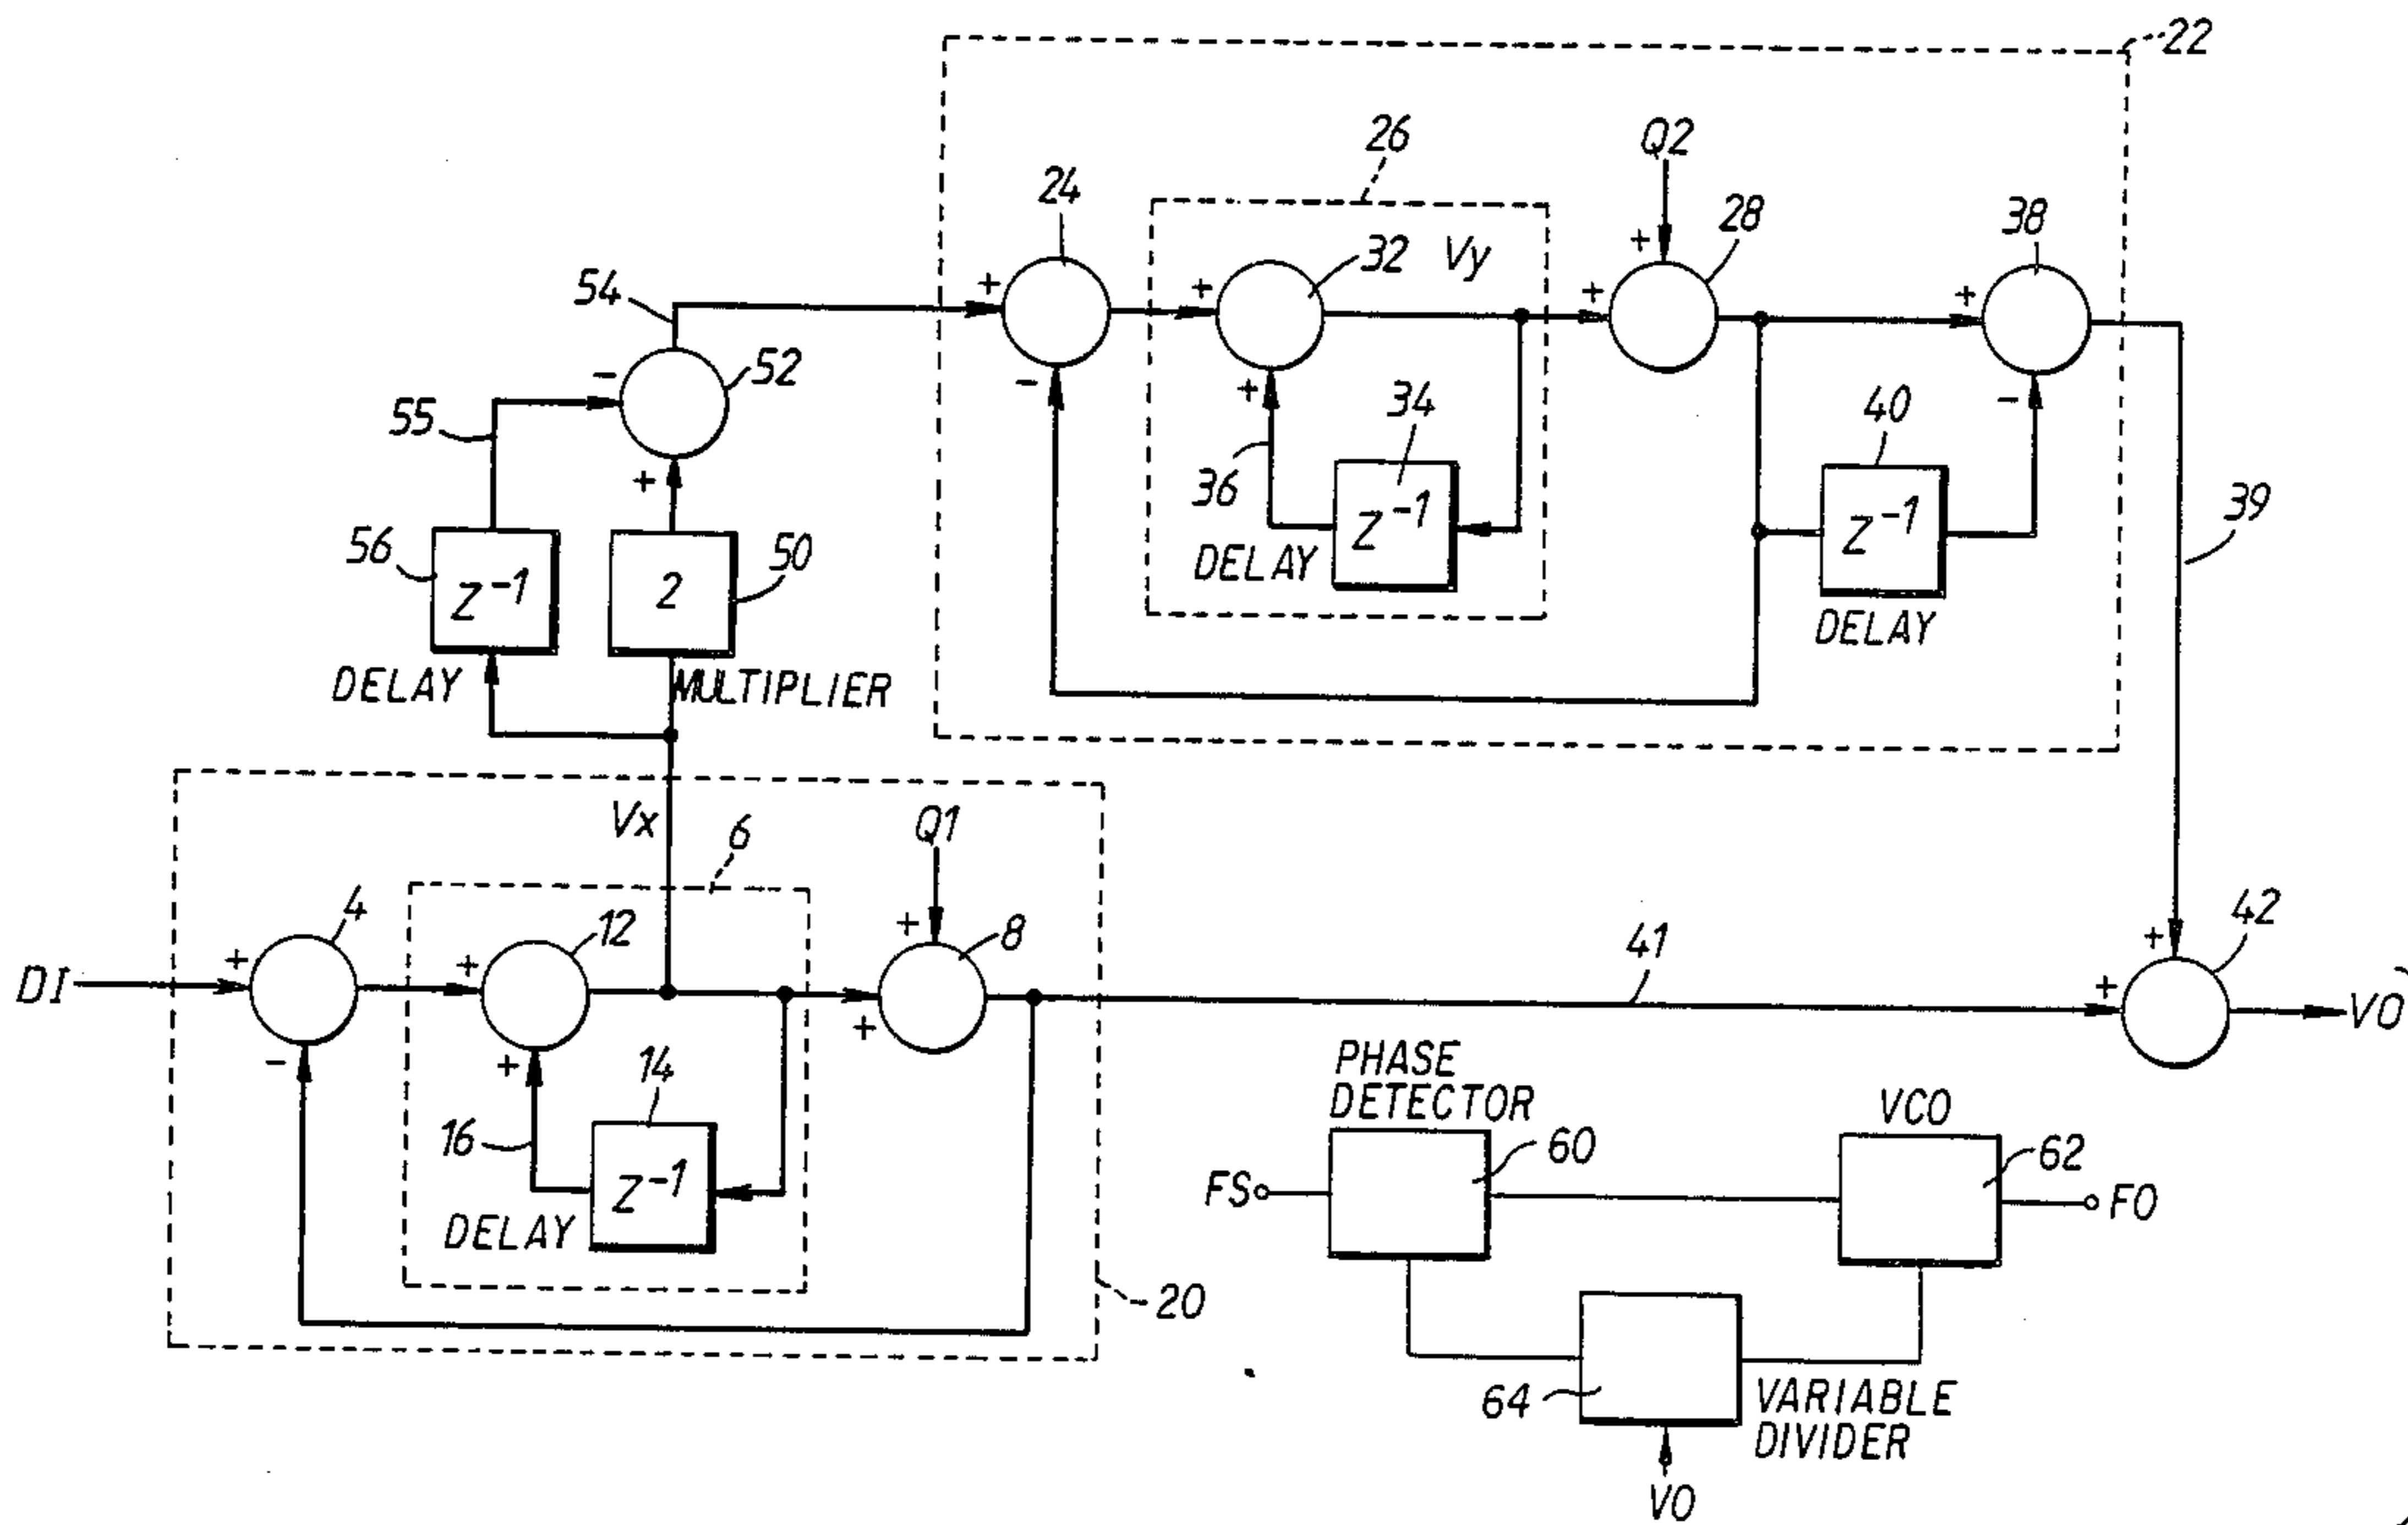 22
26
Q2
24
28
38
32
Vy
54
+
+
+
+
52
-
-
+
34
40
-
55
36
Z⁻¹
Z⁻¹
39
+
56
Z⁻¹
2
50
DELAY
DELAY
DELAY
MULTIPLIER
Vx
6
Q1
4
12
+
8
41
+
42
DI
+
+
+
+
VO
-
+
14
16
Z⁻¹
DELAY
20
PHASE
DETECTOR
VCO
60
62
FS
FO
64
VARIABLE
DIVIDER
VO